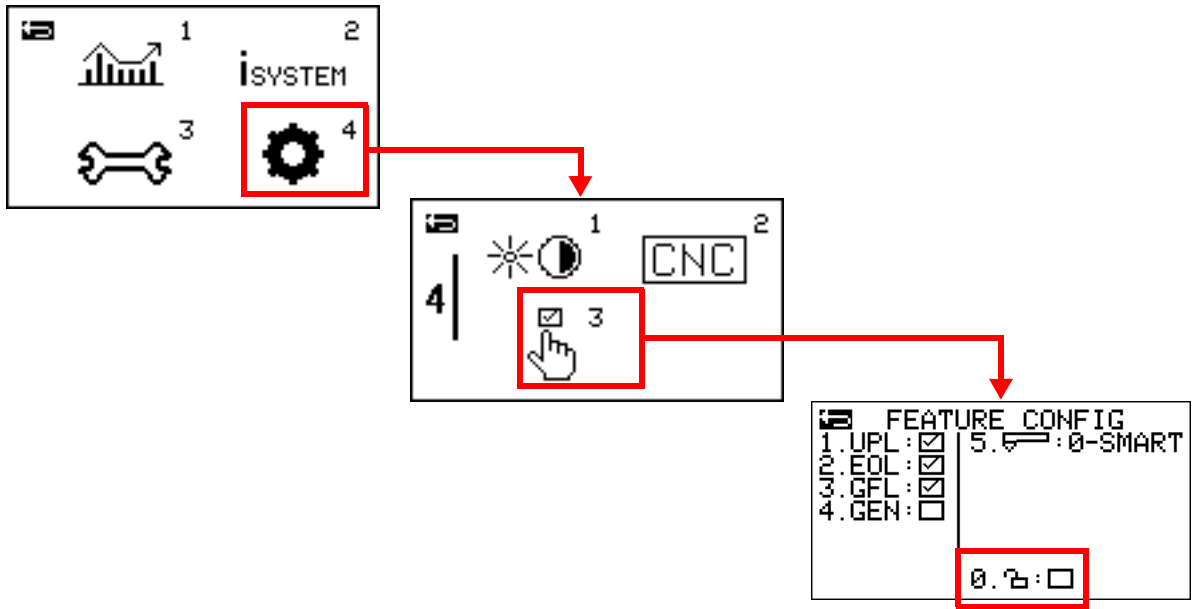 1
2
iSYSTEM
3
4
1
2
4
CNC
3
FEATURE CONFIG
1.UPL:
5. :0-SMART
2.EOL:
3.GFL:
4.GEN:
0. :